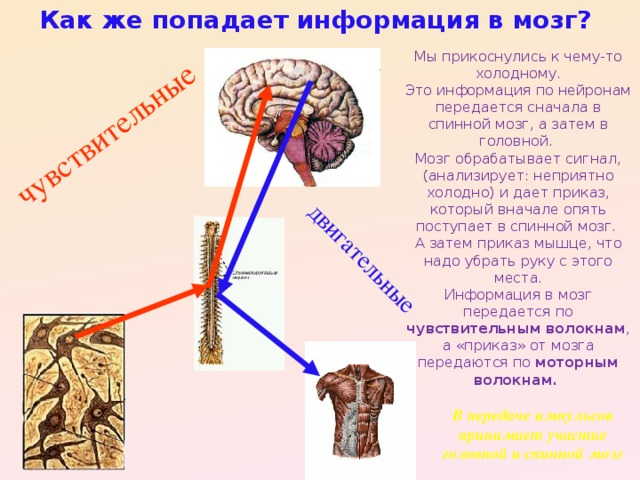 Как же попадает информация в мозг?
чувствительные
двигательные
Мы прикоснулись к чему-то
холодному.
Это информация по нейронам
передается сначала в
спинной мозг, а затем в
головной.
Мозг обрабатывает сигнал,
(анализирует: неприятно
холодно) и дает приказ,
который вначале опять
поступает в спинной мозг.
А затем приказ мышце, что
надо убрать руку с этого
места.
Информация в мозг
передается по
чувствительным волокнам,
а «приказ» от мозга
передаются по моторным
волокнам.
В передаче импульсов
принимает участие
головной и спинной мозг